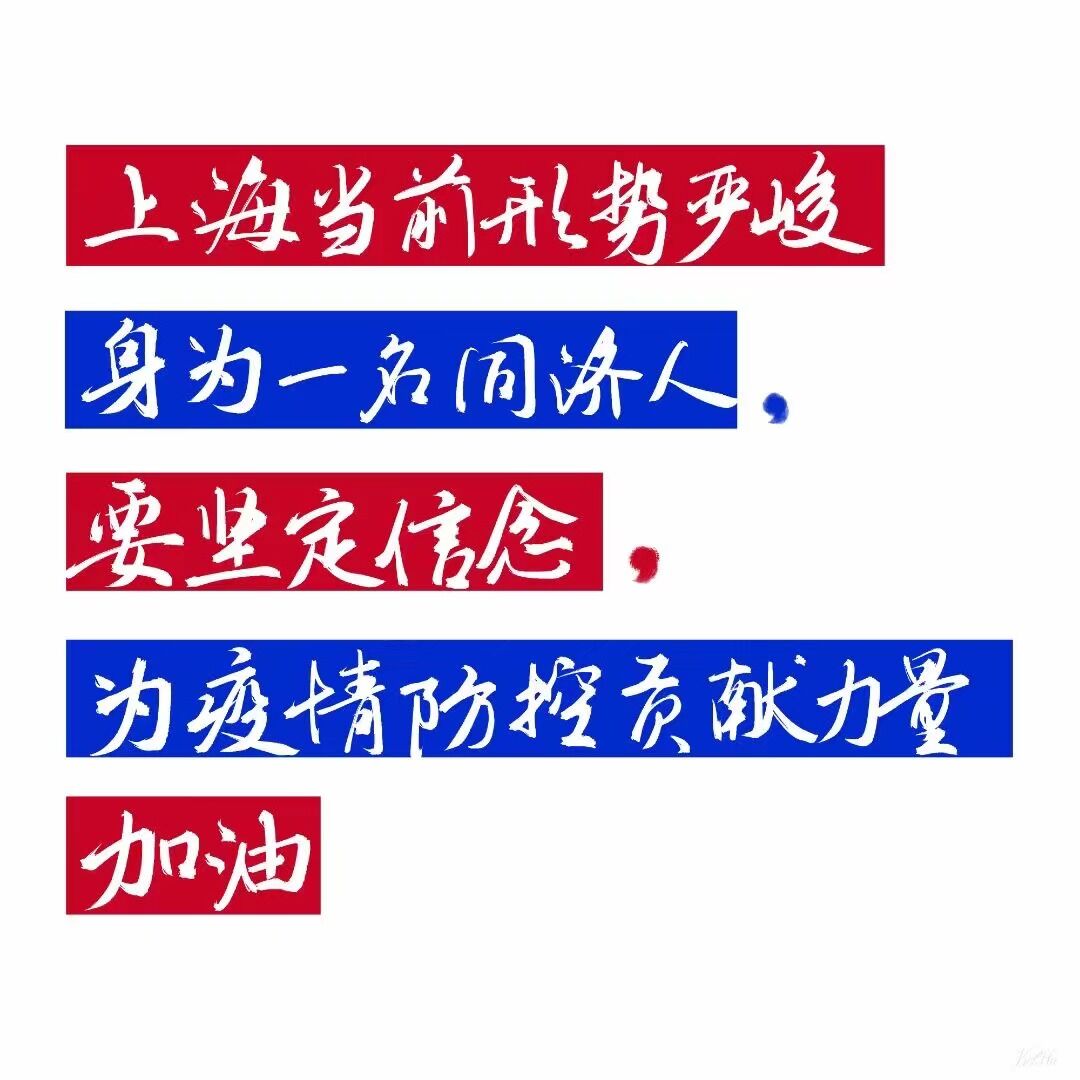 上海当前形势严峻
身为一名同济人，
要坚定信念，
为疫情防控贡献力量
加油